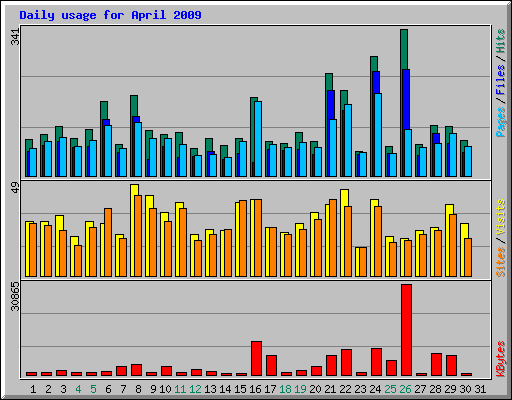 Daily usage for April 2009
341
Pages / Files / Hits
49
Sites / Visits
30865
KBytes
1 2 3 4 5 6 7 8 9 10 11 12 13 14 15 16 17 18 19 20 21 22 23 24 25 26 27 28 29 30 31